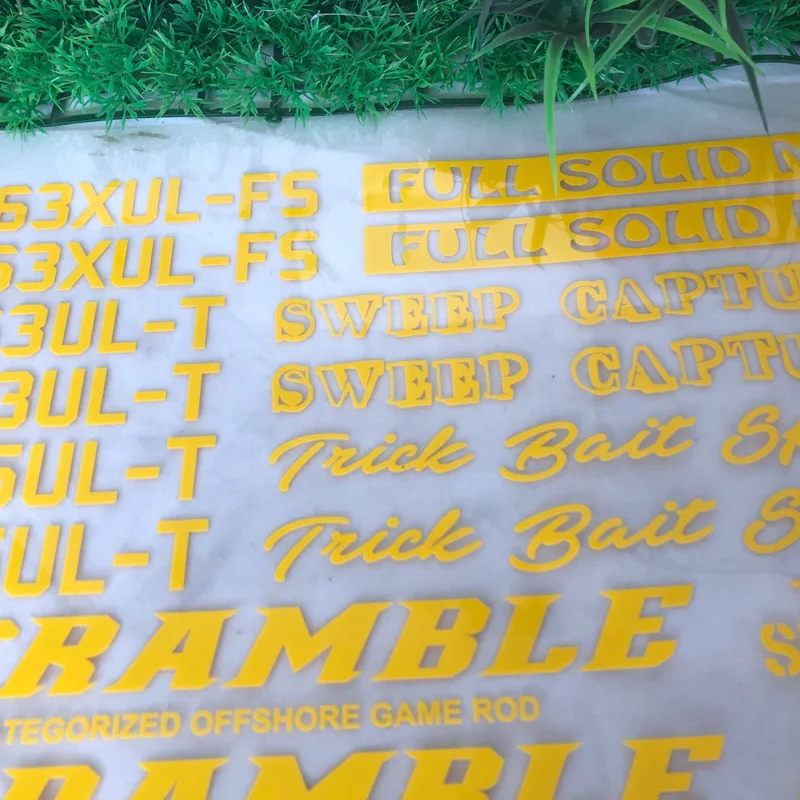 63XUL-FS FULL SOLID
63XUL-FS FULL SOLID
3UL-T SWEEP CAPTU
3UL-T SWEEP CAPTU
5UL-T Trick Bait
UL-T Trick Bait S
RAMBLE S
TEGORIZED OFFSHORE GAME ROD
RAMBLE